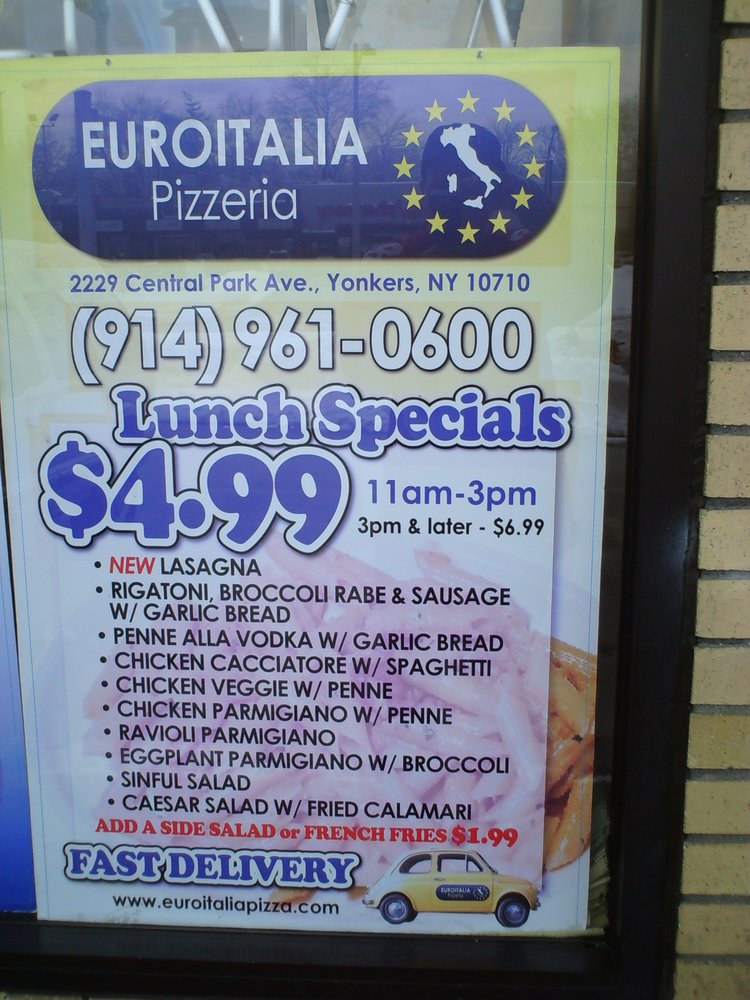 EUROITALIA
Pizzeria
2229 Central Park Ave., Yonkers, NY 10710
(914) 961-0600
Lunch Specials
$4.99
11am-3pm
3pm & later - $6.99
• NEW LASAGNA
• RIGATONI, BROCCOLI RABE & SAUSAGE
W/ GARLIC BREAD
• PENNE ALLA VODKA W/ GARLIC BREAD
• CHICKEN CACCIATORE W/ SPAGHETTI
• CHICKEN VEGGIE W/ PENNE
• CHICKEN PARMIGIANO W/ PENNE
• RAVIOLI PARMIGIANO
• EGGPLANT PARMIGIANO W/ BROCCOLI
• SINFUL SALAD
• CAESAR SALAD W/ FRIED CALAMARI
ADD A SIDE SALAD or FRENCH FRIES $1.99
FAST DELIVERY
www.euroitaliapizza.com
EUROITALIA
Pizzeria